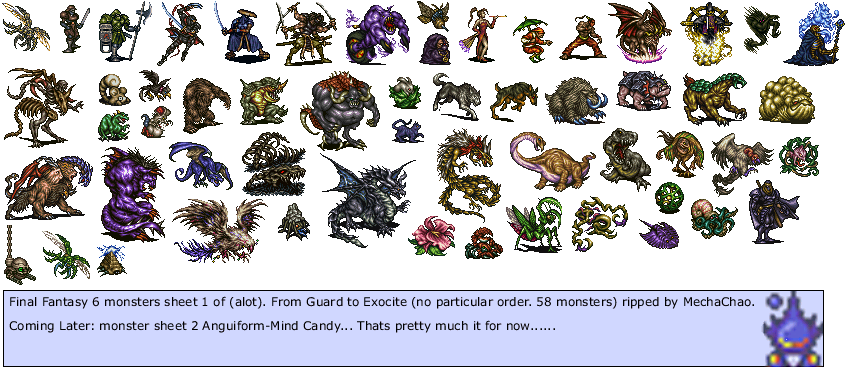 Final Fantasy 6 monsters sheet 1 of (alot). From Guard to Exocite (no particular order. 58 monsters) ripped by MechaChao.
Coming Later: monster sheet 2 Anguiform-Mind Candy... Thats pretty much it for now......